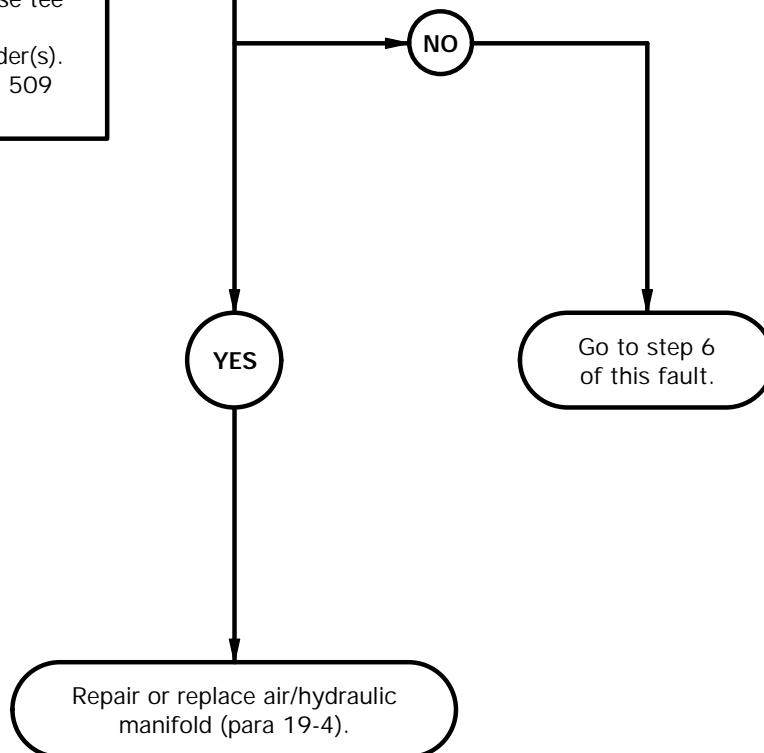 se tee
der(s).
509
NO
YES
Go to step 6
of this fault.
Repair or replace air/hydraulic
manifold (para 19-4).